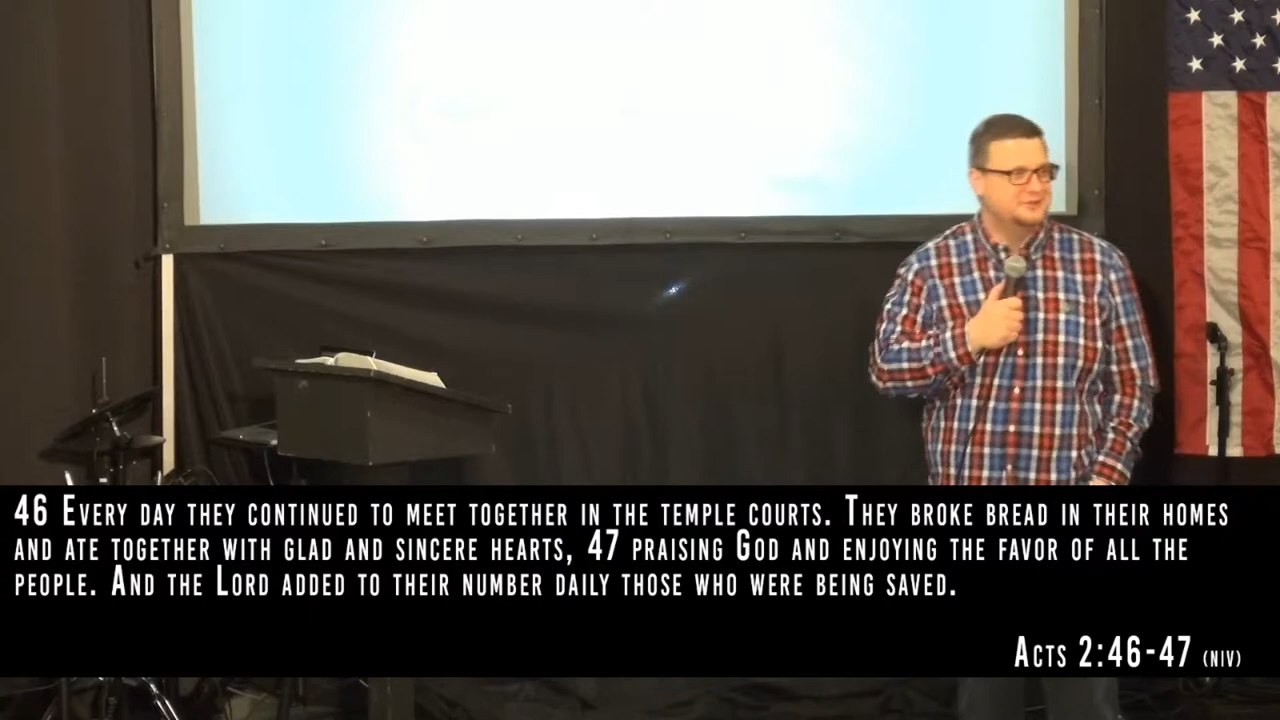 46 Every day they continued to meet together in the temple courts. They broke bread in their homes
and ate together with glad and sincere hearts, 47 praising God and enjoying the favor of all the
people. And the Lord added to their number daily those who were being saved.
Acts 2:46-47 (NIV)